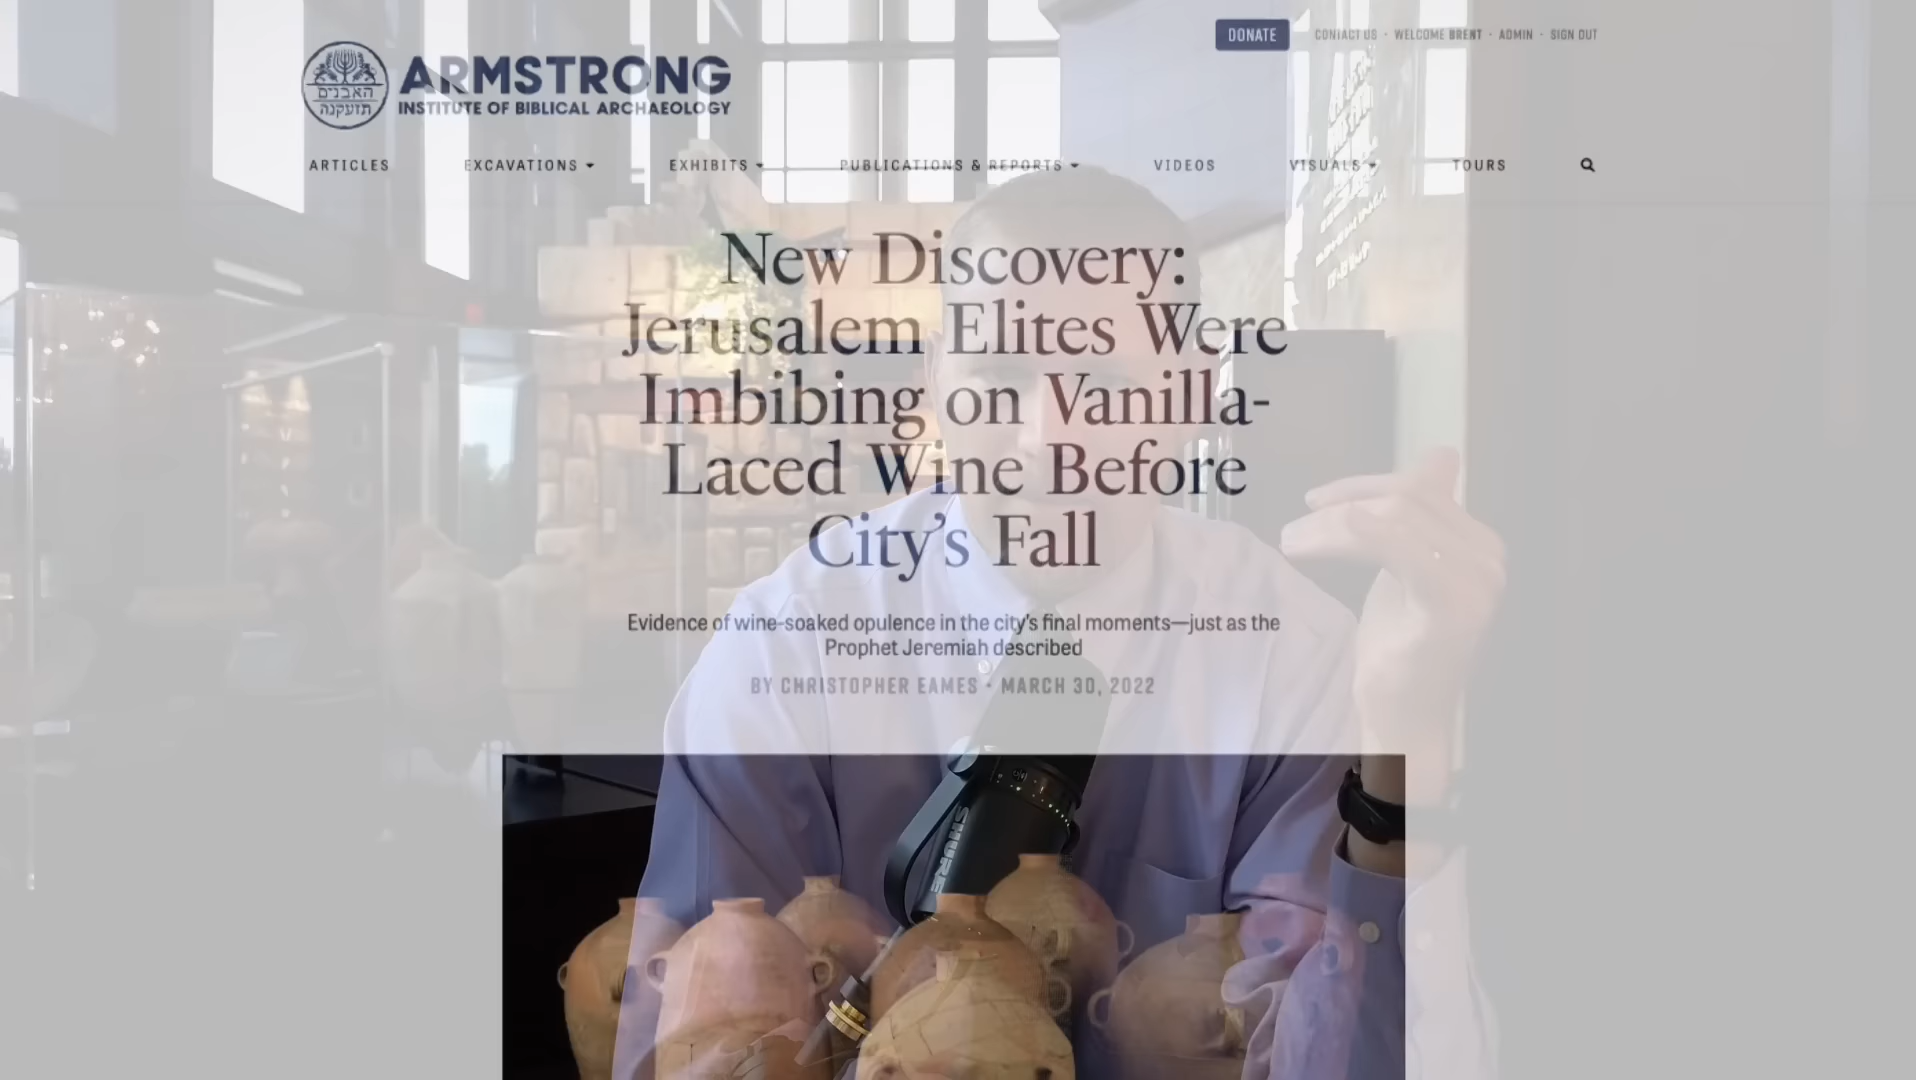 DONATE
CONTACT US · WELCOME BRENT · ADMIN · SIGN OUT
האבנים
תזעקנה
ARMSTRONG
INSTITUTE OF BIBLICAL ARCHAEOLOGY
ARTICLES EXCAVATIONS EXHIBITS PUBLICATIONS & REPORTS VIDEOS VISUALS TOURS
New Discovery:
Jerusalem Elites Were
Imbibing on Vanilla-
Laced Wine Before
City’s Fall
Evidence of wine-soaked opulence in the city’s final moments—just as the
Prophet Jeremiah described
BY CHRISTOPHER EAMES · MARCH 30, 2022
SHURE